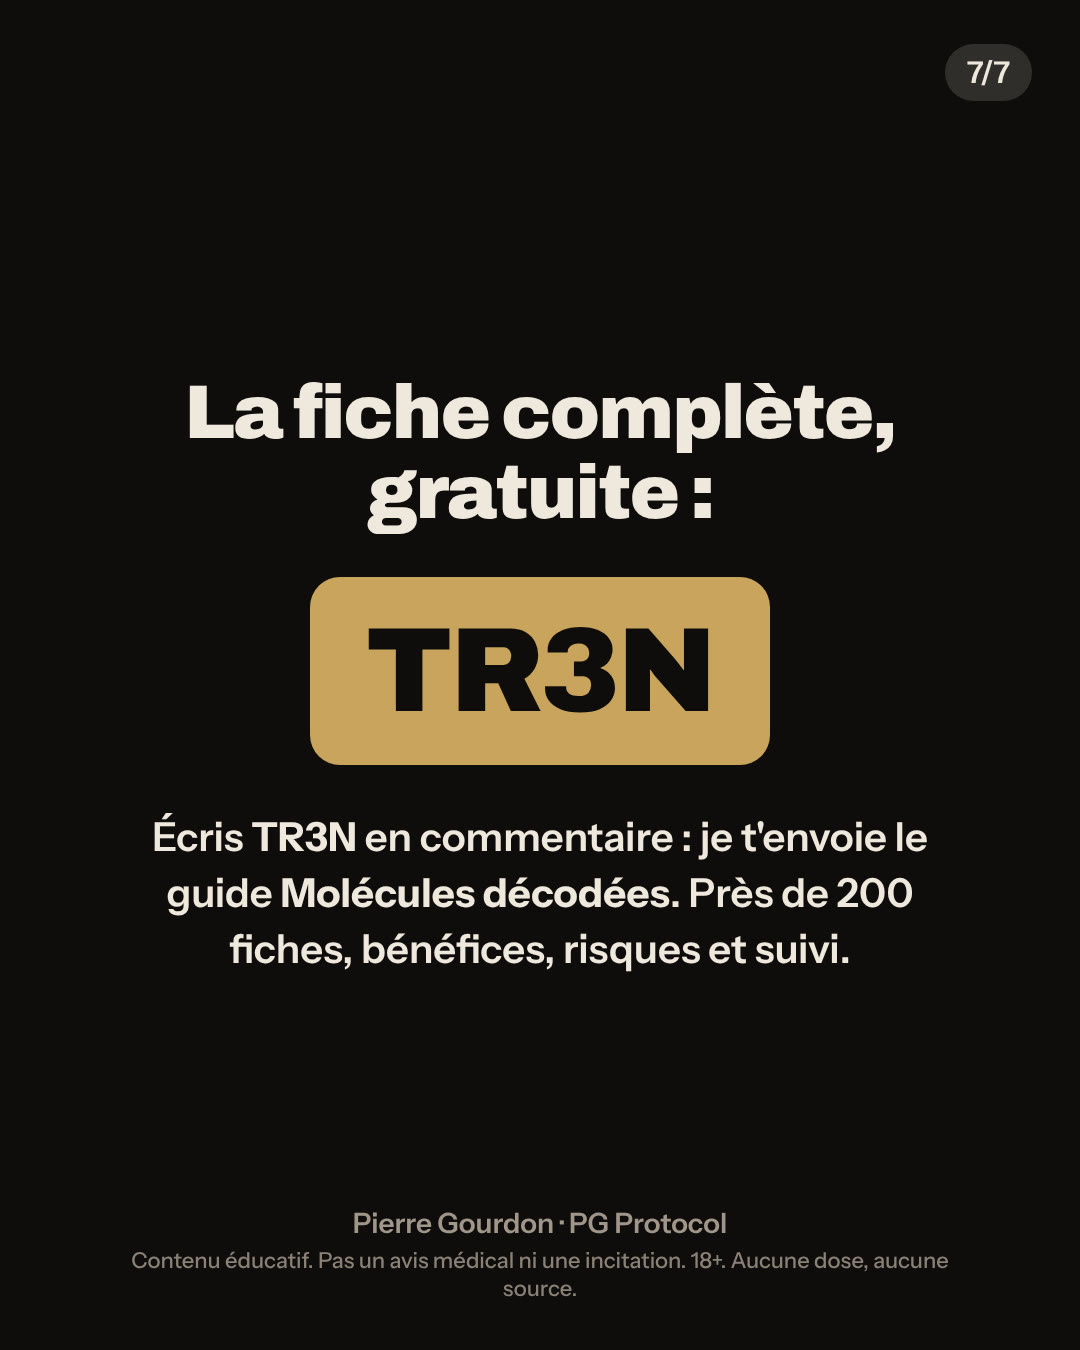 7/7
La fiche complète,
gratuite :
TR3N
Écris TR3N en commentaire : je t'envoie le
guide Molécules décodées. Près de 200
fiches, bénéfices, risques et suivi.
Pierre Gourdon · PG Protocol
Contenu éducatif. Pas un avis médical ni une incitation. 18+. Aucune dose, aucune
source.